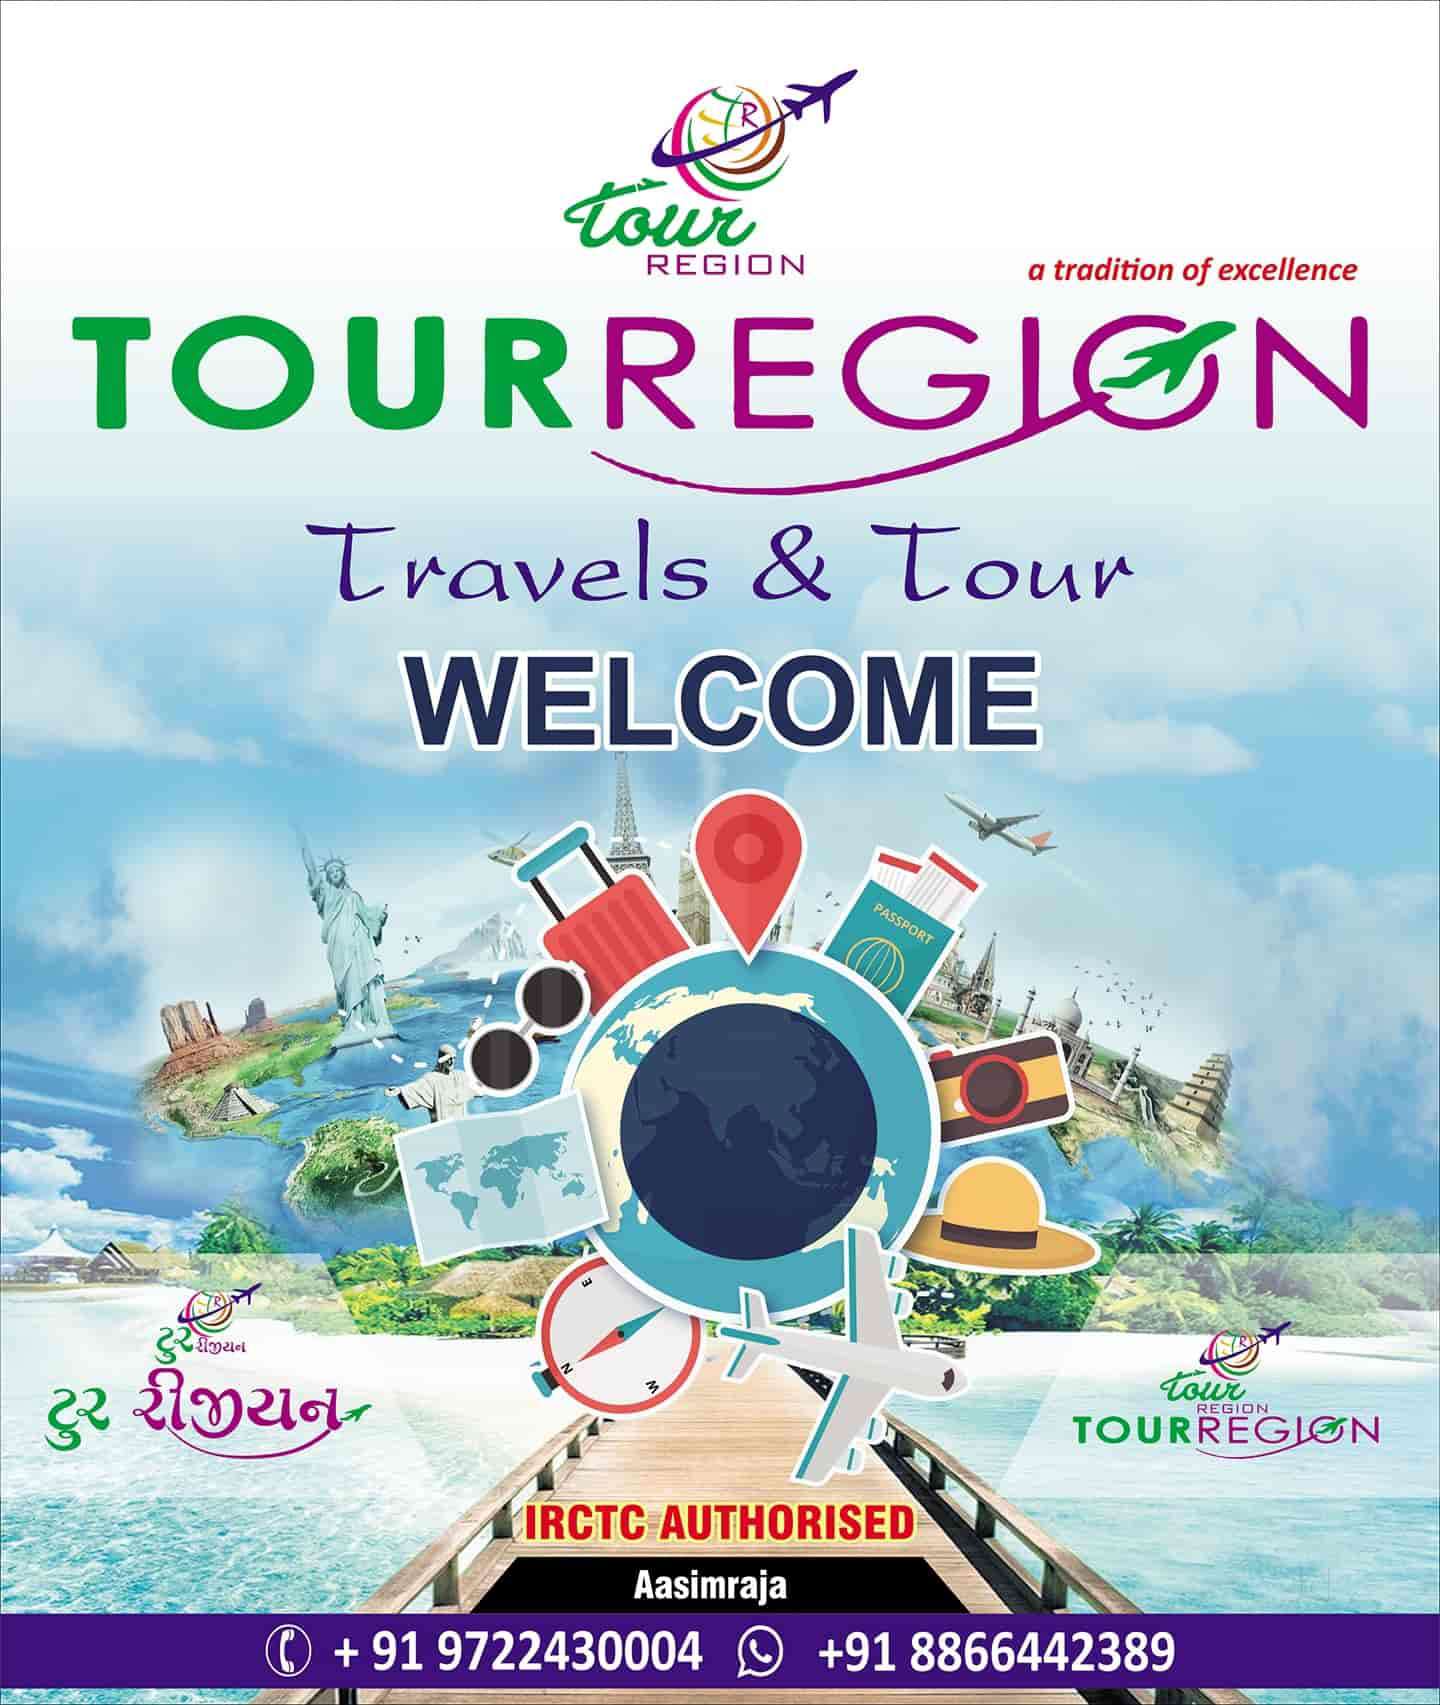 R
tour
REGION
a tradition of excellence
TOURREGION
Travels & Tour
WELCOME
PASSPORT
E
N
W
ટુર રીજીયન
ટુર રીજીયન
R
tour
REGION
TOURREGION
IRCTC AUTHORISED
Aasimraja
+ 91 9722430004 +91 8866442389